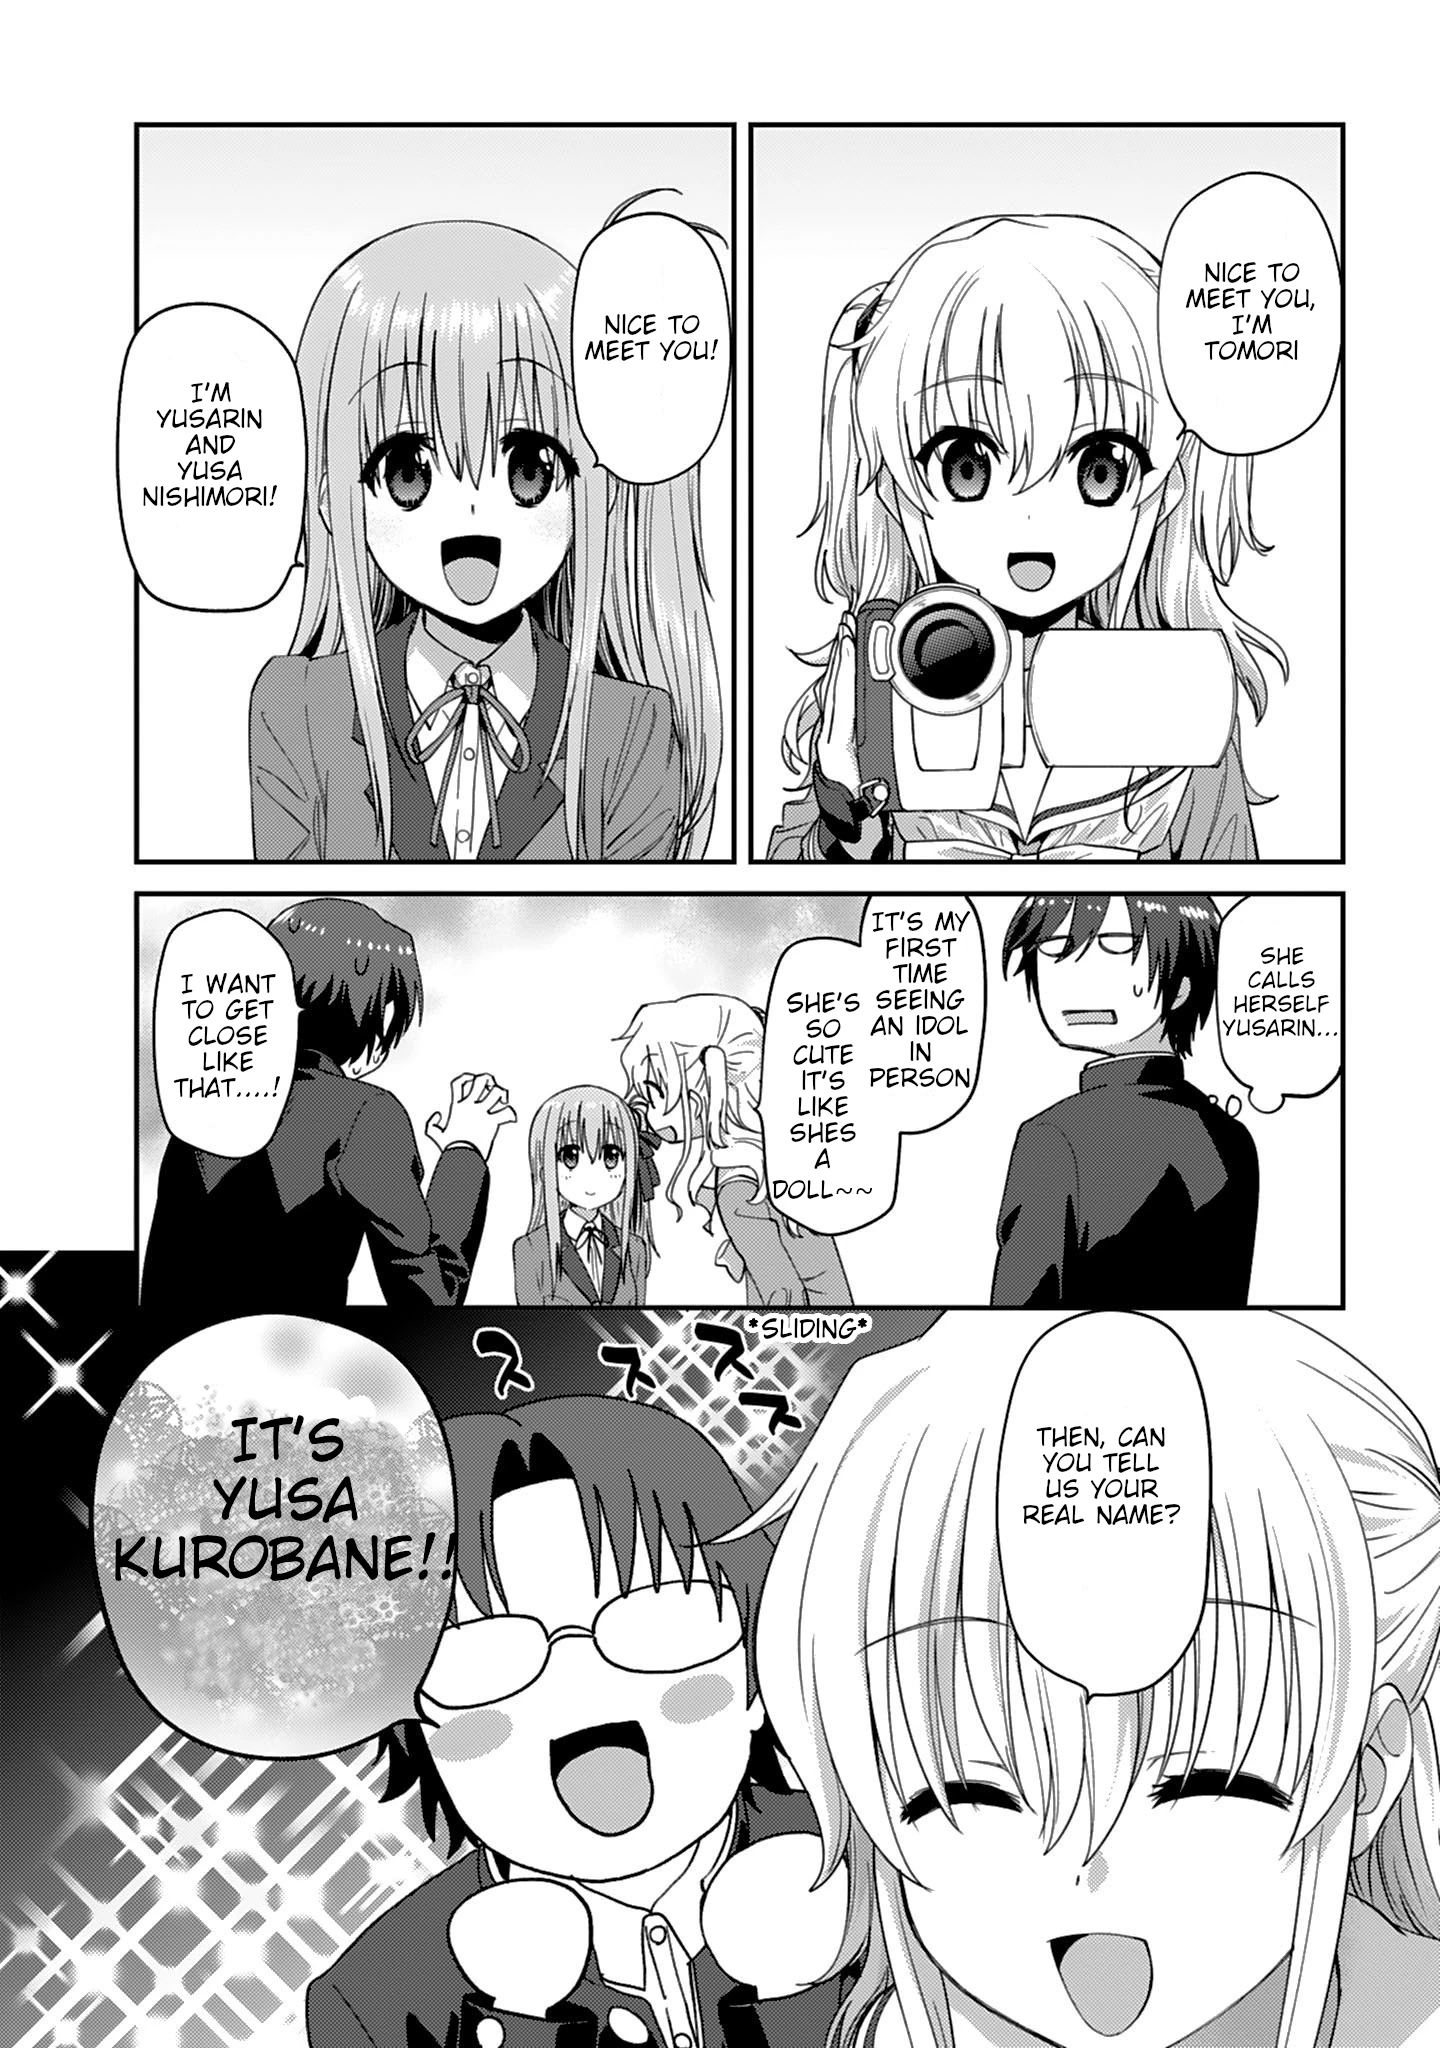 NICE TO
MEET YOU,
I'M
TOMORI
NICE TO
MEET YOU!
I'M
YUSARIN
AND
YUSA
NISHIMORI!
SHE
CALLS
HERSELF
YUSARIN...
IT'S MY
FIRST
TIME
SEEING
AN IDOL
IN
PERSON
SHE'S
SO
CUTE
IT'S
LIKE
SHES
A
DOLL~~
I WANT
TO GET
CLOSE
LIKE
THAT....!
THEN, CAN
YOU TELL
US YOUR
REAL NAME?
*SLIDING*
ス ス ススス
IT'S
YUSA
KUROBANE!!